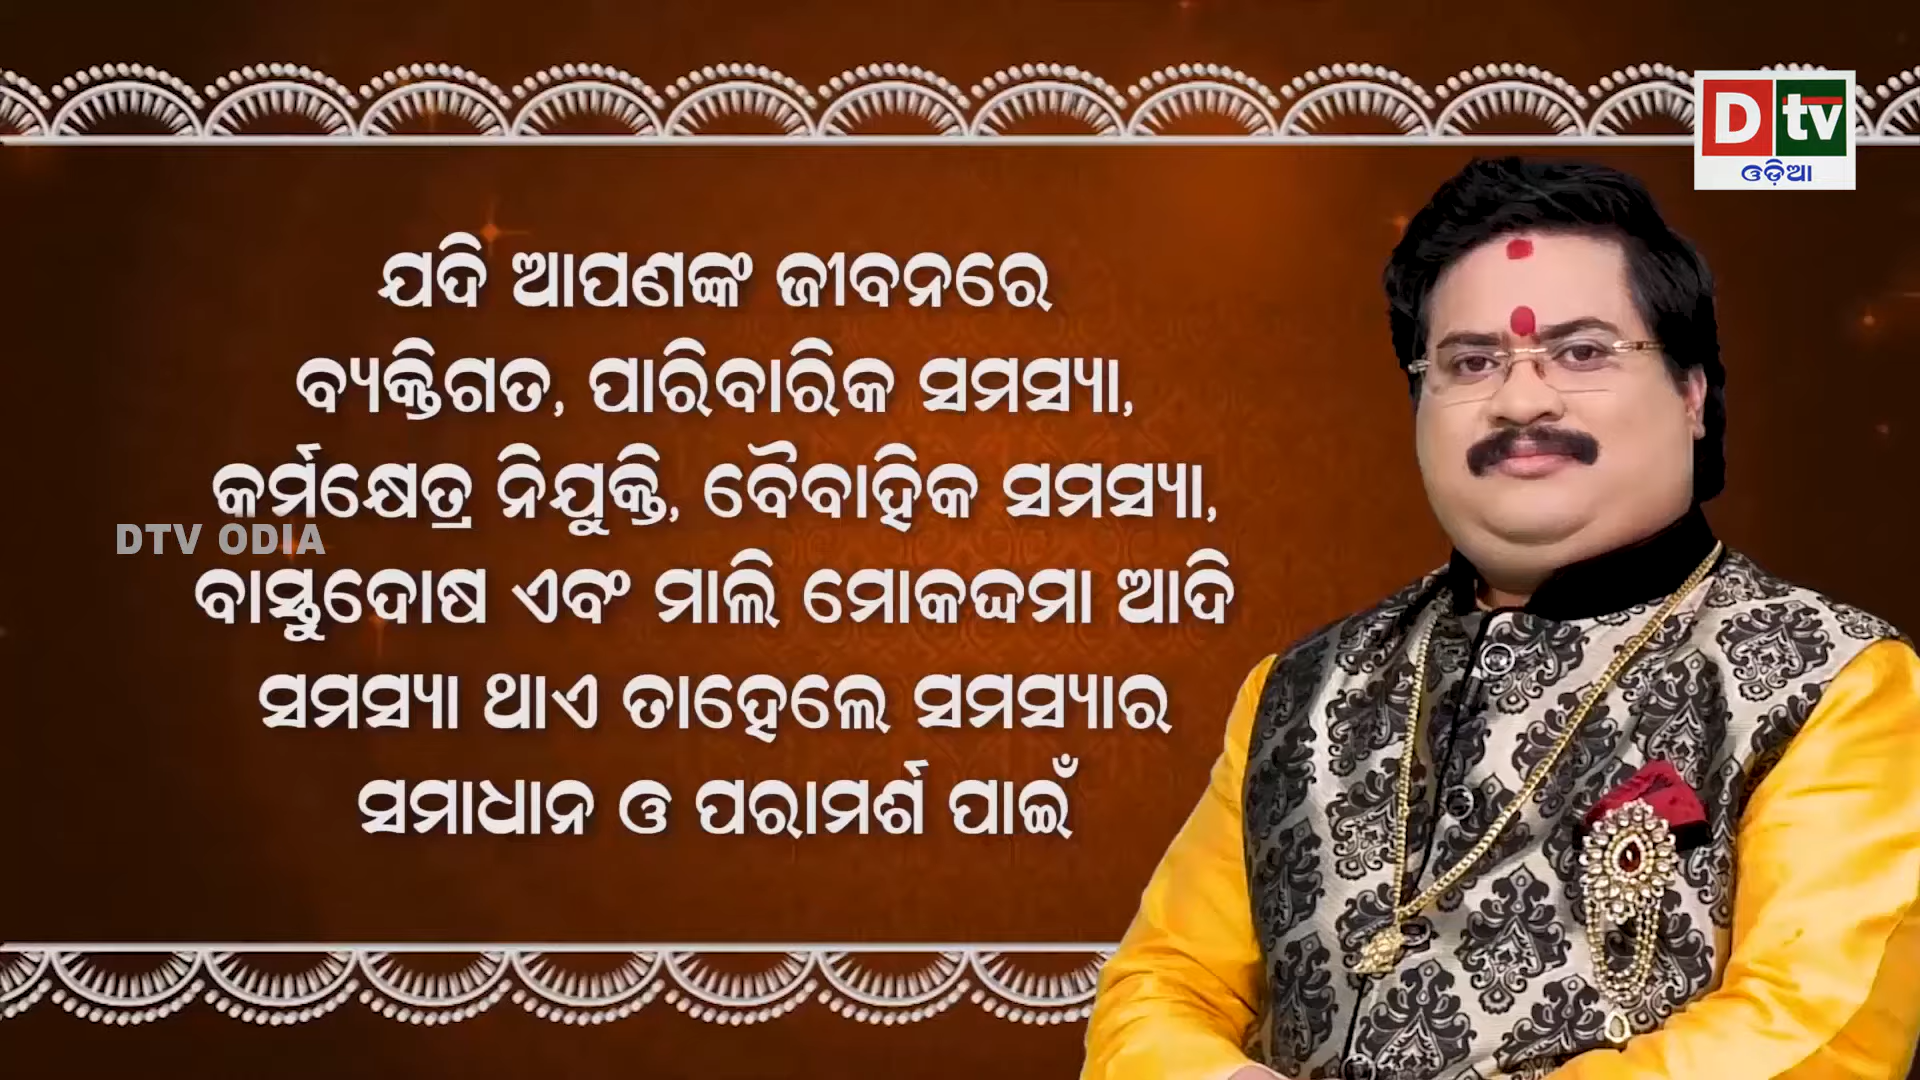 D tv
ଓଡ଼ିଆ
ଯଦି ଆପଣଙ୍କ ଜୀବନରେ
ବ୍ୟକ୍ତିଗତ, ପାରିବାରିକ ସମସ୍ୟା,
କର୍ମକ୍ଷେତ୍ର ନିଯୁକ୍ତି, ବୈବାହିକ ସମସ୍ୟା,
DTV ODIA
ବାସ୍ତୁଦୋଷ ଏବଂ ମାଲି ମୋକଦ୍ଦମା ଆଦି
ସମସ୍ୟା ଥାଏ ତାହେଲେ ସମସ୍ୟାର
ସମାଧାନ ଓ ପରାମର୍ଶ ପାଇଁ